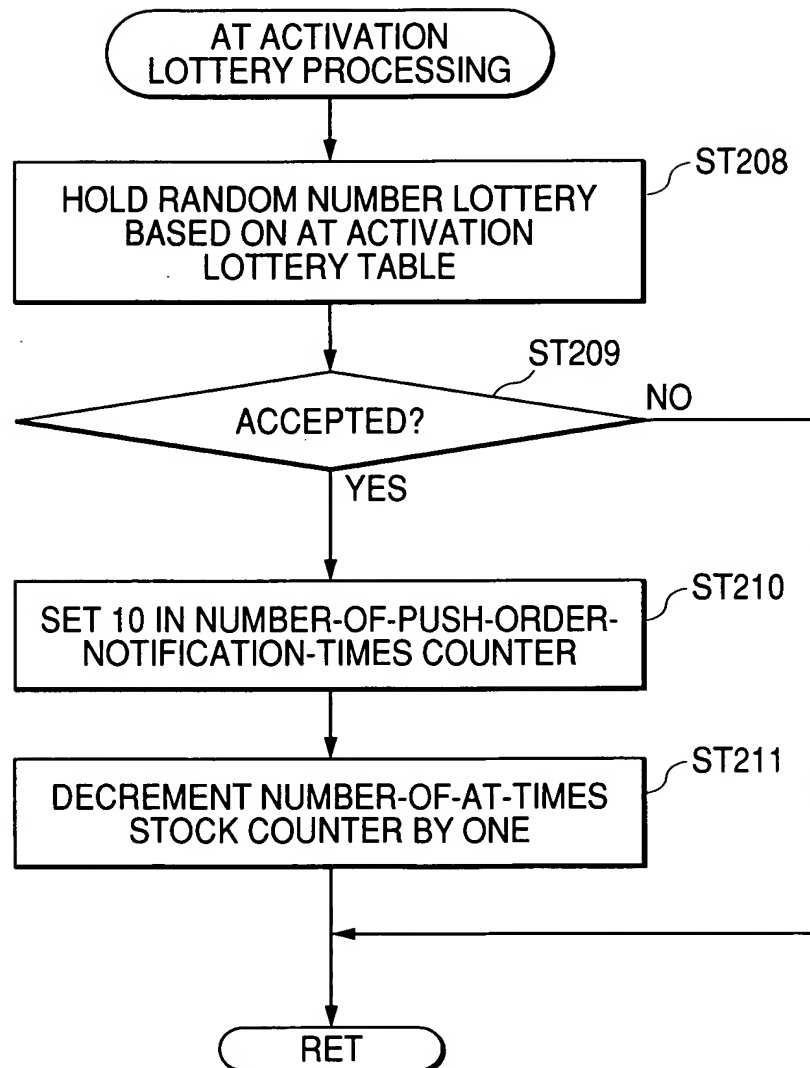 AT ACTIVATION
LOTTERY PROCESSING
ST208
HOLD RANDOM NUMBER LOTTERY
BASED ON AT ACTIVATION
LOTTERY TABLE
ST209
ACCEPTED?
NO
YES
ST210
SET 10 IN NUMBER-OF-PUSH-ORDER-
NOTIFICATION-TIMES COUNTER
ST211
DECREMENT NUMBER-OF-AT-TIMES
STOCK COUNTER BY ONE
RET